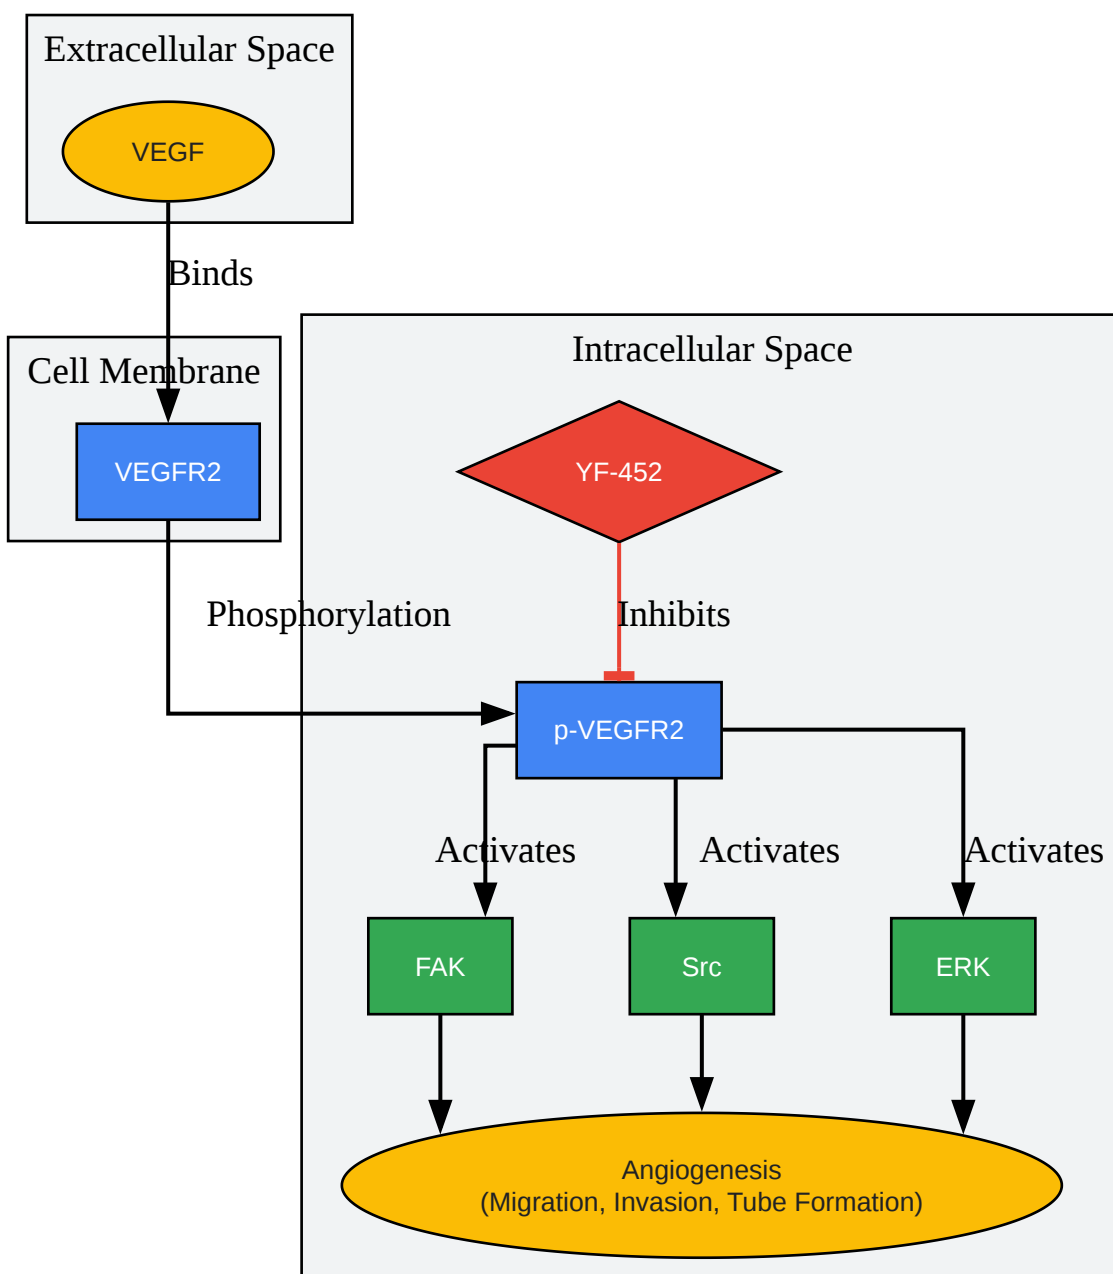 Extracellular Space
VEGF
Binds
Cell Membrane
VEGFR2
Intracellular Space
YF-452
Phosphorylation
Inhibits
p-VEGFR2
Activates
Activates
Activates
FAK
Src
ERK
Angiogenesis
(Migration, Invasion, Tube Formation)